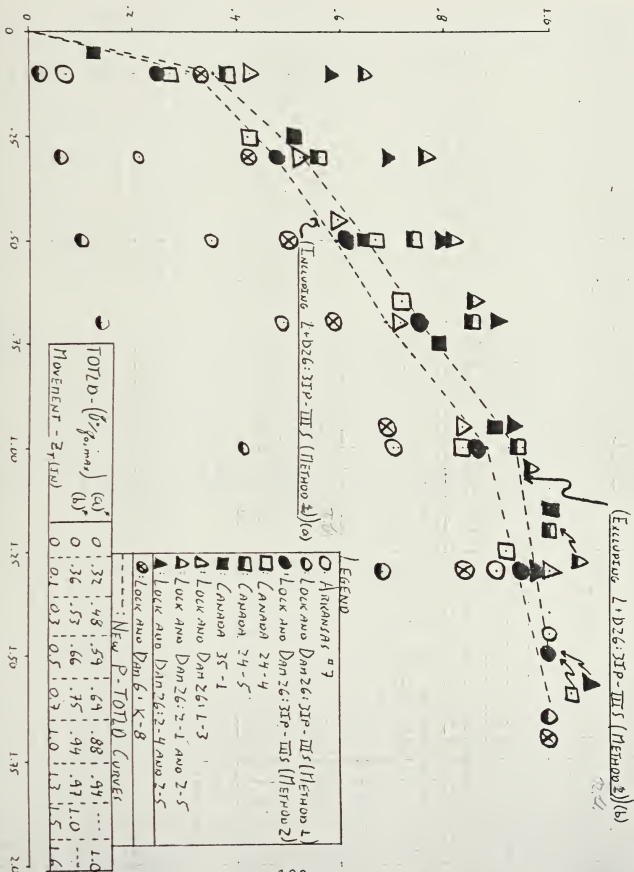 (EXCLUDING L+D26:3IP-III S (METHOD 2))(b)
1.0
.8
.6
.4
.2
0
(INCLUDING L+D26:3IP-III S (METHOD 2))(a)
LEGEND
ARKANSAS #7
: LOCK AND DAM 26:3IP-III S (METHOD 1)
: LOCK AND DAM 26:3IP-III S (METHOD 2)
: CANADA 24-4
: CANADA 24-5
: CANADA 35-1
: LOCK AND DAM 26: 1-3
: LOCK AND DAM 26: 2-1 AND 2-5
: LOCK AND DAM 26: 2-4 AND 2-5
: LOCK AND DAM 6: K-8
----: NEW P-TOTZD CURVES
(a)* 0 .32 .48 .59 .69 .88 .94 --- 1.0
(b)* 0 .36 .53 .66 .75 .94 .97 1.0 ---
MOVEMENT - Z_T (IN) 0 0.1 0.3 0.5 0.7 1.0 1.3 1.5 1.6
0 .25 .50 .75 1.00 1.25 1.50 1.75